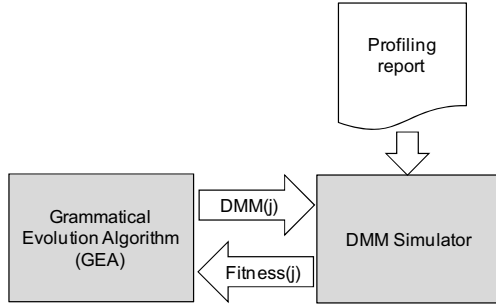 Profiling
report
Grammatical
Evolution Algorithm
(GEA)
DMM(j)
Fitness(j)
DMM Simulator